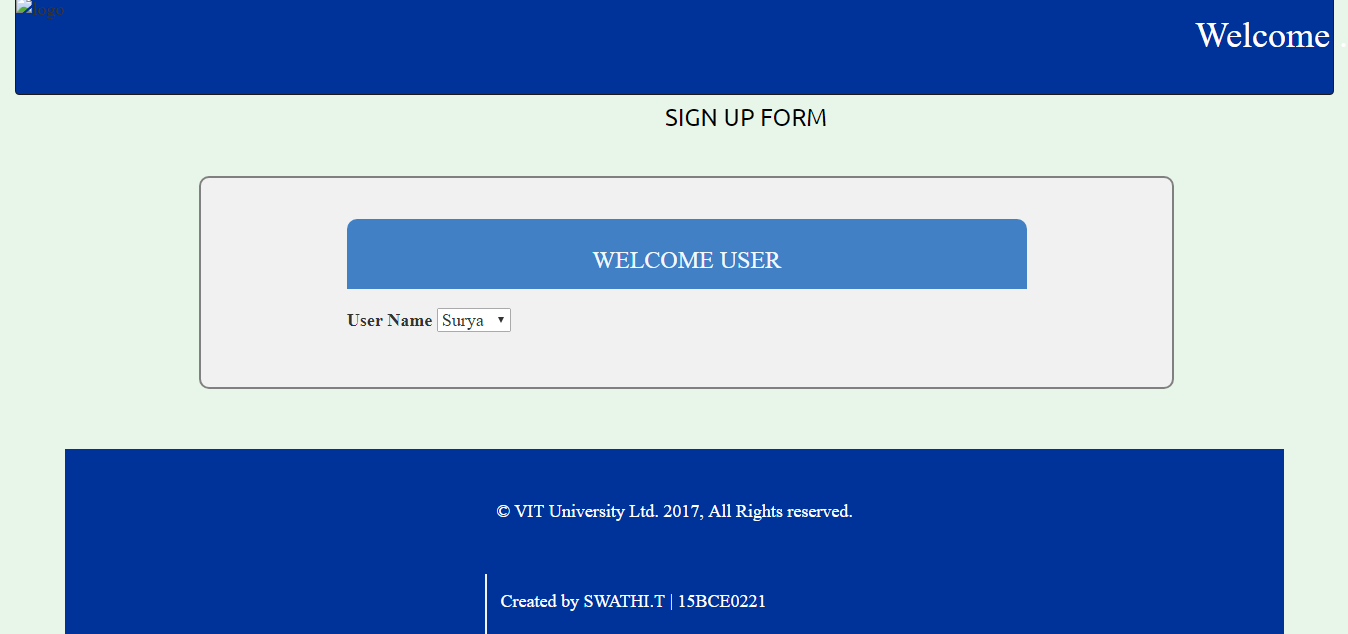 logo
Welcome .
SIGN UP FORM
WELCOME USER
User Name Surya
© VIT University Ltd. 2017, All Rights reserved.
Created by SWATHI.T | 15BCE0221